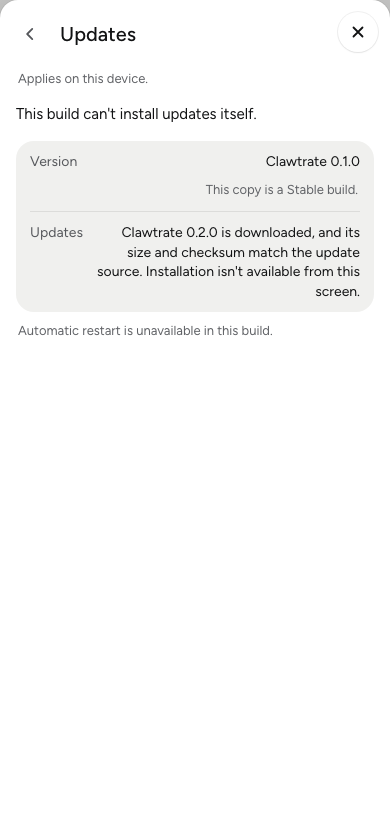 Updates
Applies on this device.
This build can't install updates itself.
Version
Clawtrate 0.1.0
This copy is a Stable build.
Updates
Clawtrate 0.2.0 is downloaded, and its
size and checksum match the update
source. Installation isn't available from this
screen.
Automatic restart is unavailable in this build.